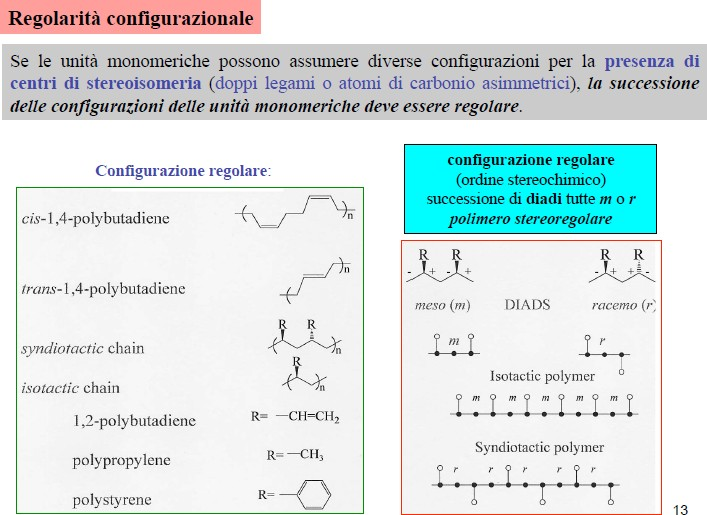 Regolarità configurazionale
Se le unità monomeriche possono assumere diverse configurazioni per la presenza di
centri di stereoisomeria (doppi legami o atomi di carbonio asimmetrici), la successione
delle configurazioni delle unità monomeriche deve essere regolare.
Configurazione regolare:
cis-1,4-polybutadiene
n
trans-1,4-polybutadiene
n
R R
syndiotactic chain
n
R
isotactic chain
n
1,2-polybutadiene
R= —CH=CH₂
polypropylene
R= —CH₃
polystyrene
R=
configurazione regolare
(ordine stereochimico)
successione di diadi tutte m o r
polimero stereoregolare
R R R R
- + - + - + + -
meso (m) DIADS racemo (r)
m r
Isotactic polymer
m m m m m m m
Syndiotactic polymer
r r r r r r
13